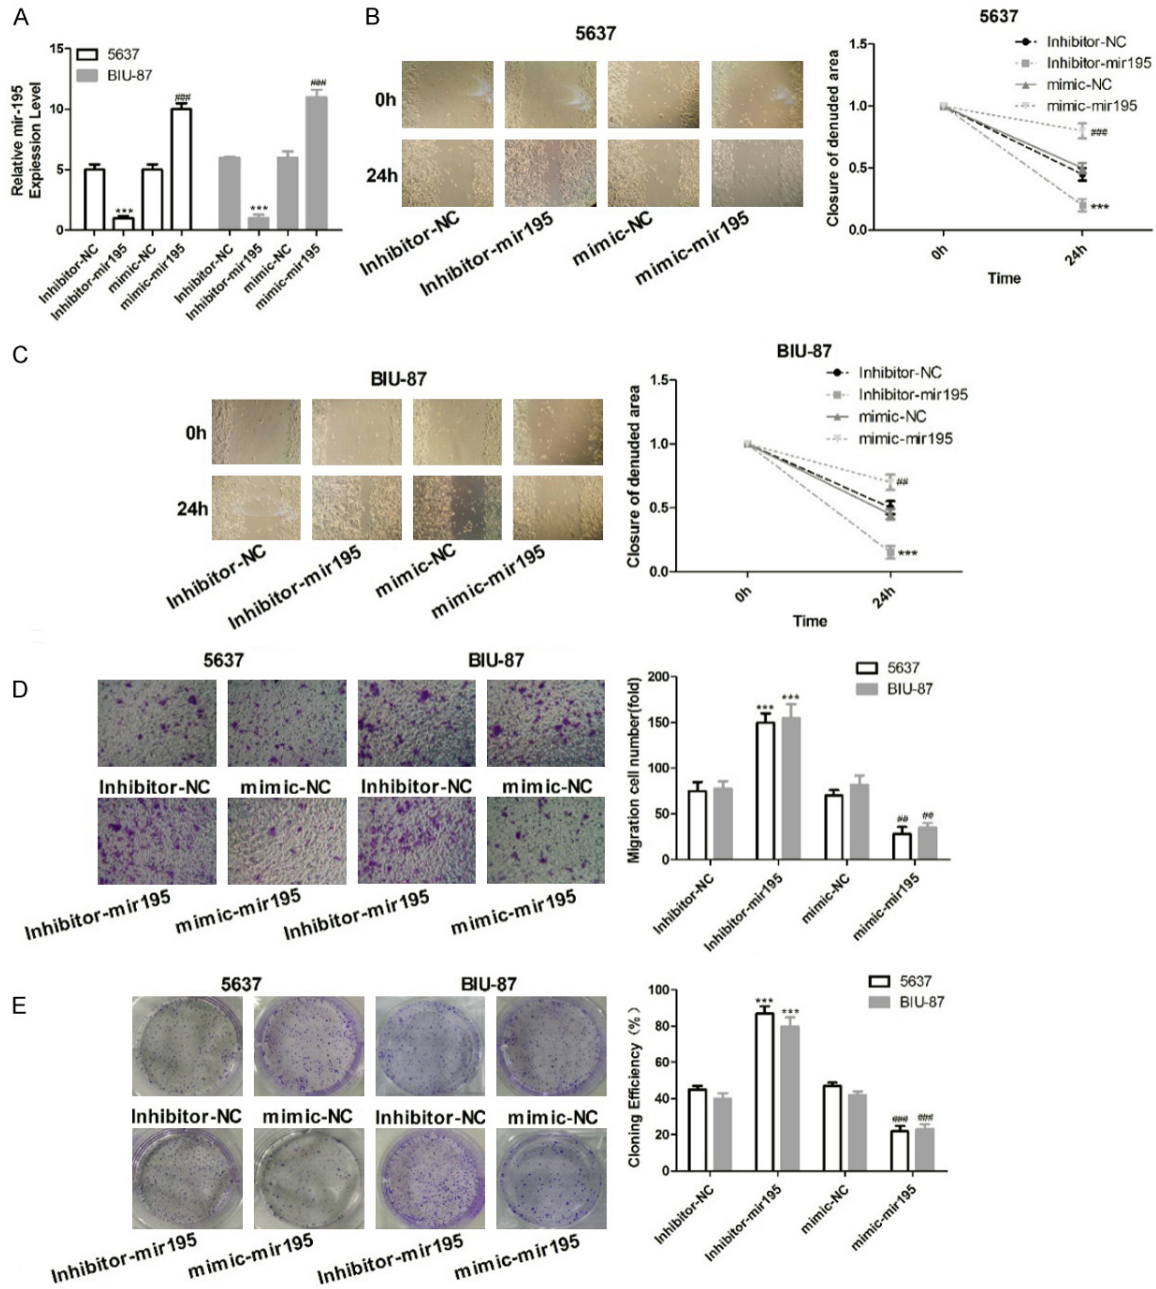 A
Relative mir-195
Expiession Level
15
10
5
0
5637
BIU-87
***
###
***
###
Inhibitor-NC
Inhibitor-mir195
mimic-NC
mimic-mir195
Inhibitor-NC
Inhibitor-mir195
mimic-NC
mimic-mir195
B
5637
0h
24h
Inhibitor-NC
Inhibitor-mir195
mimic-NC
mimic-mir195
5637
Closure of denuded area
1.5
1.0
0.5
0.0
Inhibitor-NC
Inhibitor-mir195
mimic-NC
mimic-mir195
###
***
0h
24h
Time
C
BIU-87
0h
24h
Inhibitor-NC
Inhibitor-mir195
mimic-NC
mimic-mir195
BIU-87
Closure of denuded area
1.5
1.0
0.5
0.0
Inhibitor-NC
Inhibitor-mir195
mimic-NC
mimic-mir195
##
***
0h
24h
Time
D
5637
BIU-87
Inhibitor-NC
mimic-NC
Inhibitor-NC
mimic-NC
Inhibitor-mir195
mimic-mir195
Inhibitor-mir195
mimic-mir195
Migration cell number(fold)
200
150
100
50
0
5637
BIU-87
***
***
##
##
Inhibitor-NC
Inhibitor-mir195
mimic-NC
mimic-mir195
E
5637
BIU-87
Inhibitor-NC
mimic-NC
Inhibitor-NC
mimic-NC
Inhibitor-mir195
mimic-mir195
Inhibitor-mir195
mimic-mir195
Cloning Efficiency (%)
100
80
60
40
20
0
5637
BIU-87
***
***
###
###
Inhibitor-NC
Inhibitor-mir195
mimic-NC
mimic-mir195